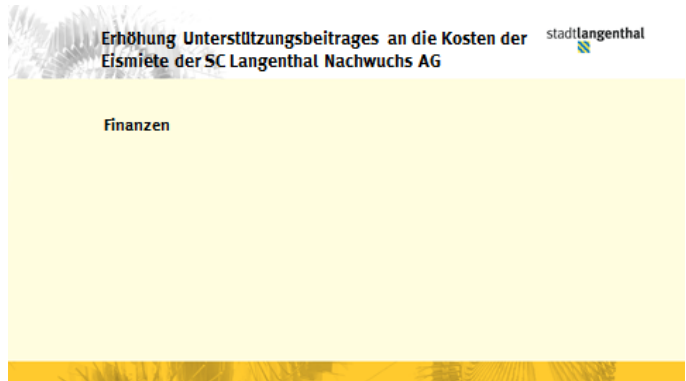 Erhöhung Unterstützungsbeitrages an die Kosten der
Eismiete der SC Langenthal Nachwuchs AG
stadtlangenthal
Finanzen